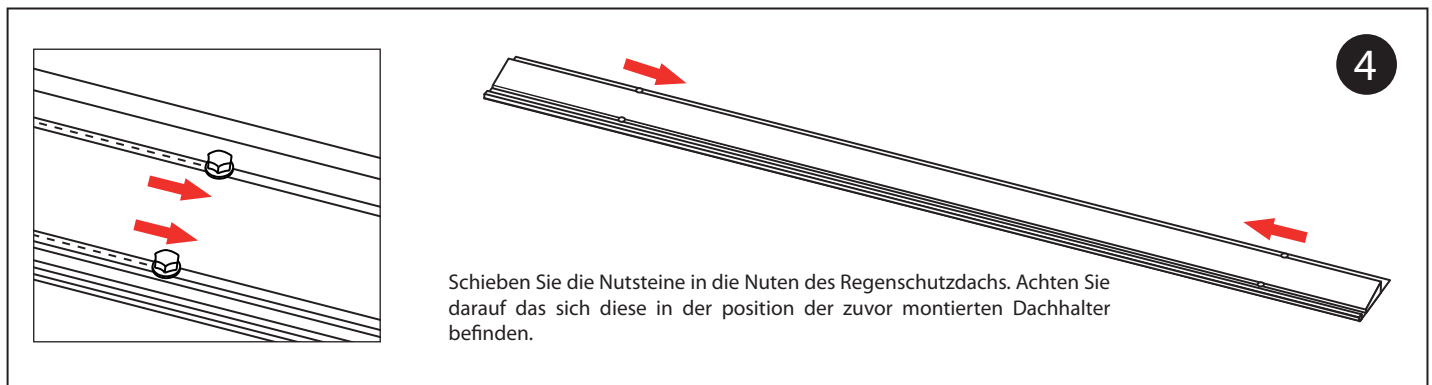 4
Schieben Sie die Nutsteine in die Nuten des Regenschutzdachs. Achten Sie
darauf das sich diese in der position der zuvor montierten Dachhalter
befinden.